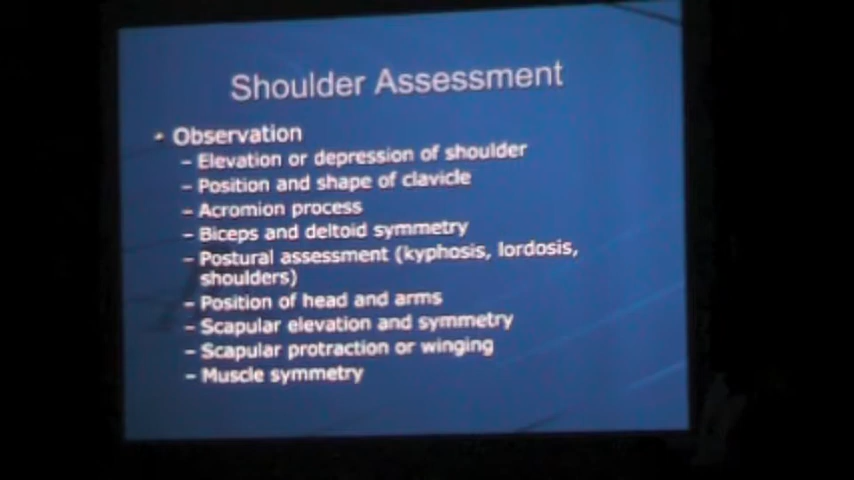 Shoulder Assessment
• Observation
– Elevation or depression of shoulder
– Position and shape of clavicle
– Acromion process
– Biceps and deltoid symmetry
– Postural assessment (kyphosis, lordosis,
shoulders)
– Position of head and arms
– Scapular elevation and symmetry
– Scapular protraction or winging
– Muscle symmetry